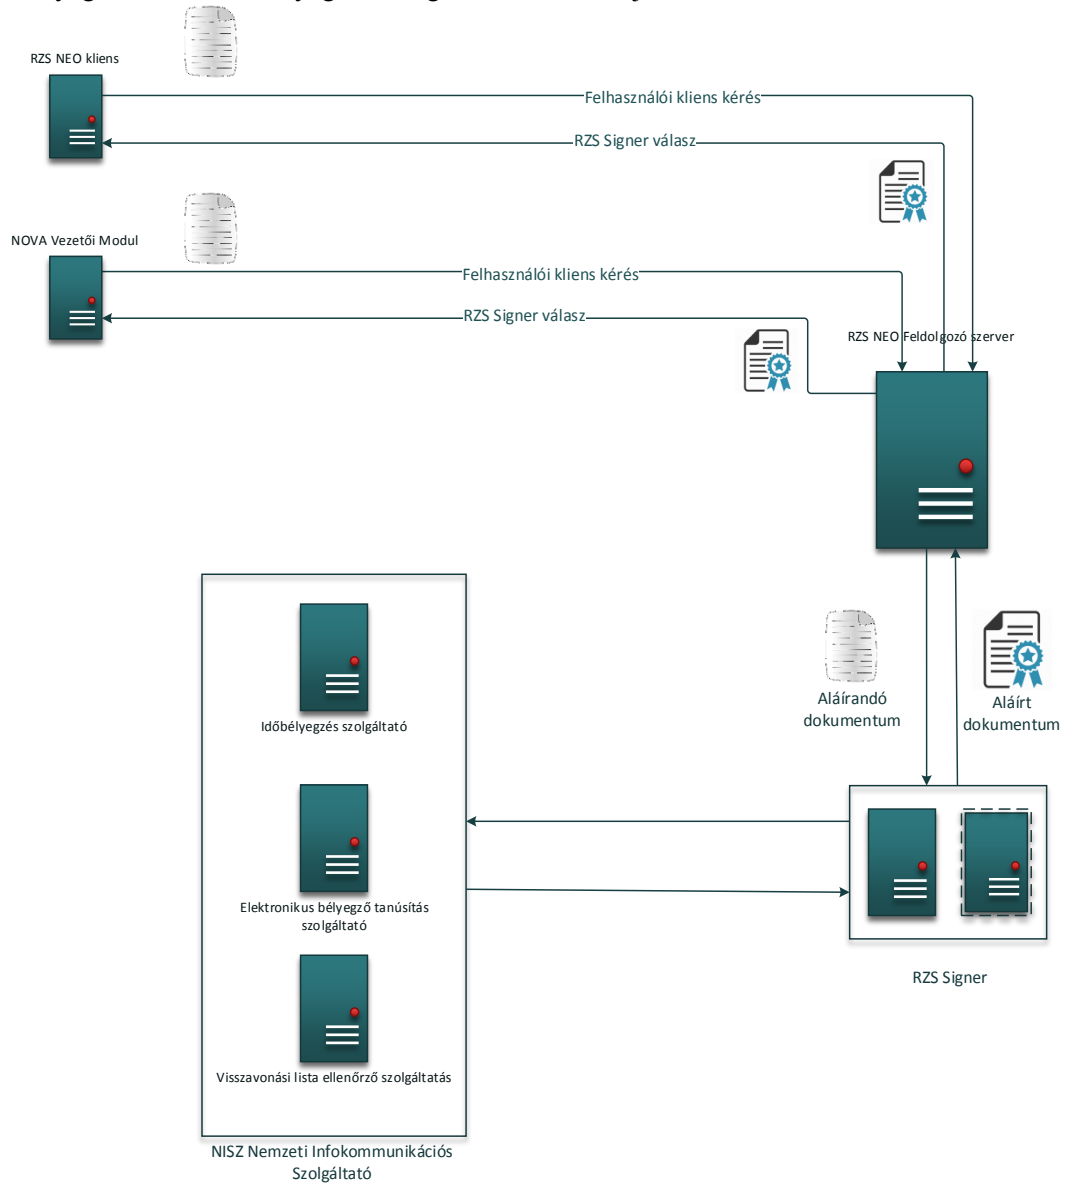 RZS NEO kliens
Felhasználói kliens kérés
RZS Signer válasz
NOVA Vezetői Modul
Felhasználói kliens kérés
RZS Signer válasz
RZS NEO Feldolgozó szerver
Aláírandó
dokumentum
Aláírt
dokumentum
Időbélyegzés szolgáltató
Elektronikus bélyegző tanúsítás
szolgáltató
Visszavonási lista ellenőrző szolgáltatás
RZS Signer
NISZ Nemzeti Infokommunikációs
Szolgáltató